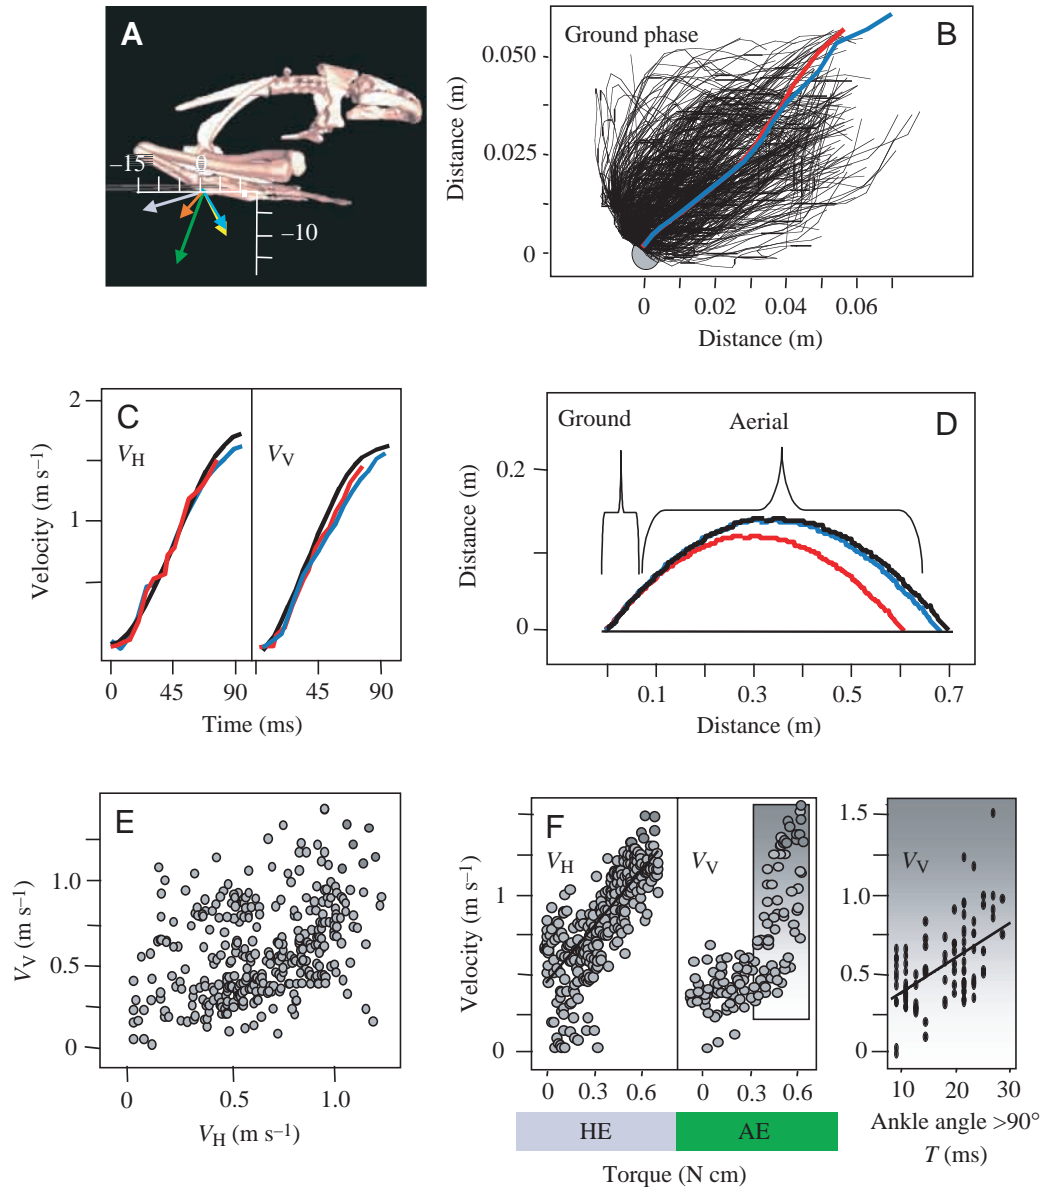 A
–15
0
–10
B
Ground phase
Distance (m)
0.050
0.025
0
0
0.02
0.04
0.06
Distance (m)
C
V_H
V_V
Velocity (m s⁻¹)
2
1
0
45
90
45
90
Time (ms)
D
Ground
Aerial
Distance (m)
0.2
0
0.1
0.3
0.5
0.7
Distance (m)
E
V_V (m s⁻¹)
1.0
0.5
0
0
0.5
1.0
V_H (m s⁻¹)
F
V_H
V_V
V_V
Velocity (m s⁻¹)
1
0
0
0.3
0.6
0
0.3
0.6
HE
AE
Torque (N cm)
1.5
1.0
0.5
0
10
20
30
Ankle angle >90°
T (ms)